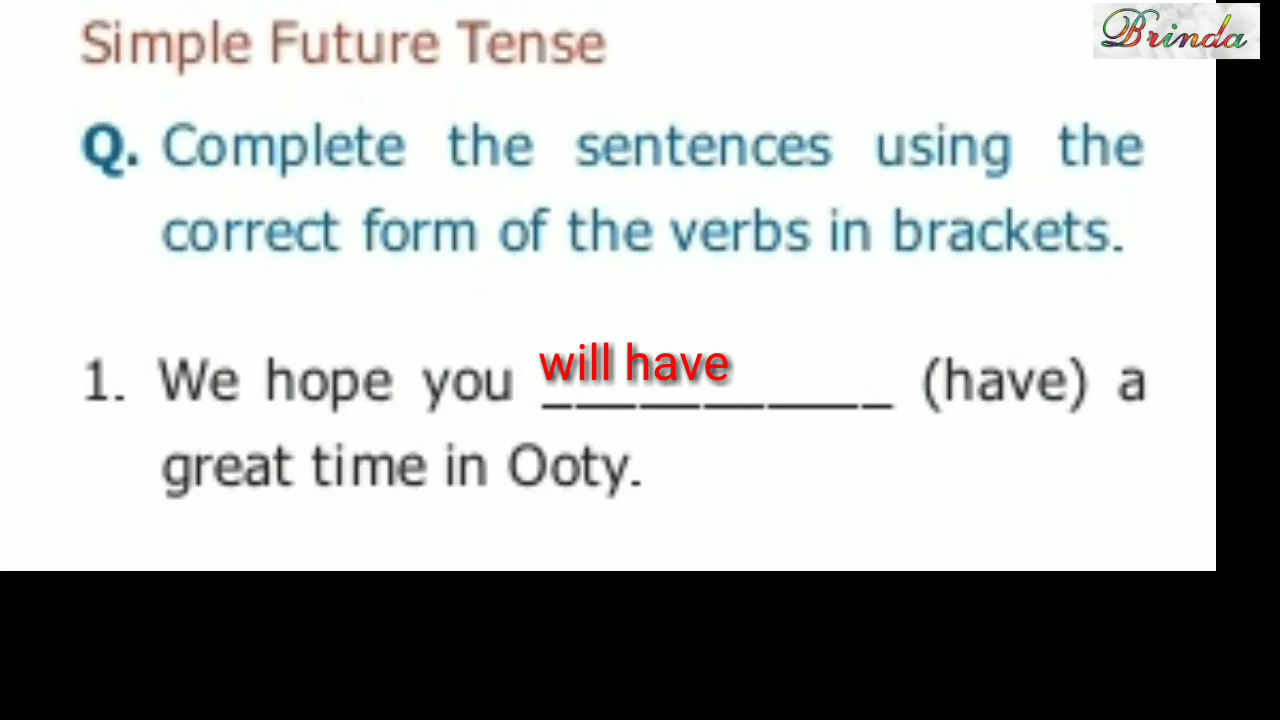 Brinda
Simple Future Tense
Q. Complete the sentences using the
correct form of the verbs in brackets.
1. We hope you will have __________ (have) a
great time in Ooty.